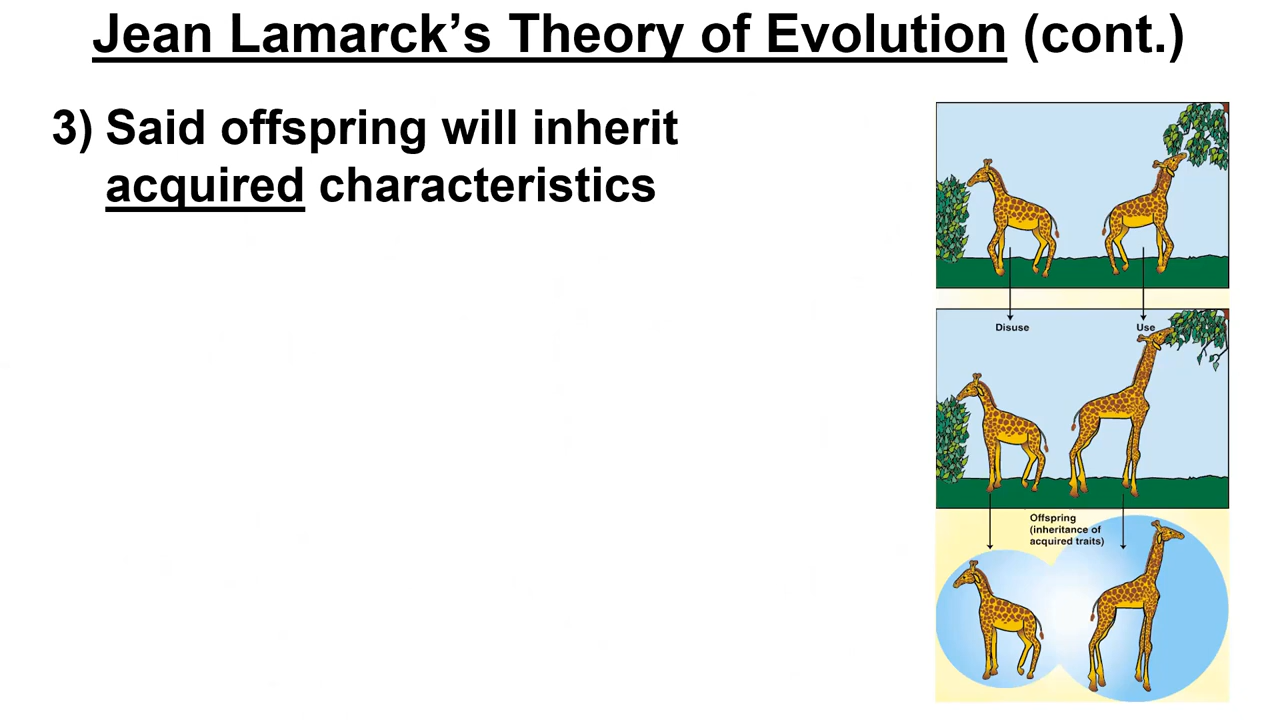 Jean Lamarck’s Theory of Evolution (cont.)
3) Said offspring will inherit
acquired characteristics
Disuse
Use
Offspring
(inheritance of
acquired traits)